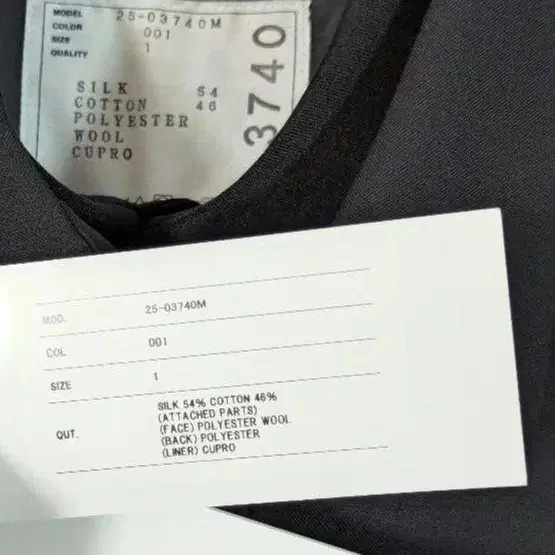 MODEL 25-03740M
COLOR 001
SIZE 1
QUALITY
SILK 54
COTTON 46
POLYESTER
WOOL
CUPRO
3740
MOD. 25-03740M
COL 001
SIZE 1
QUT. SILK 54% COTTON 46%
(ATTACHED PARTS)
(FACE) POLYESTER WOOL
(BACK) POLYESTER
(LINER) CUPRO